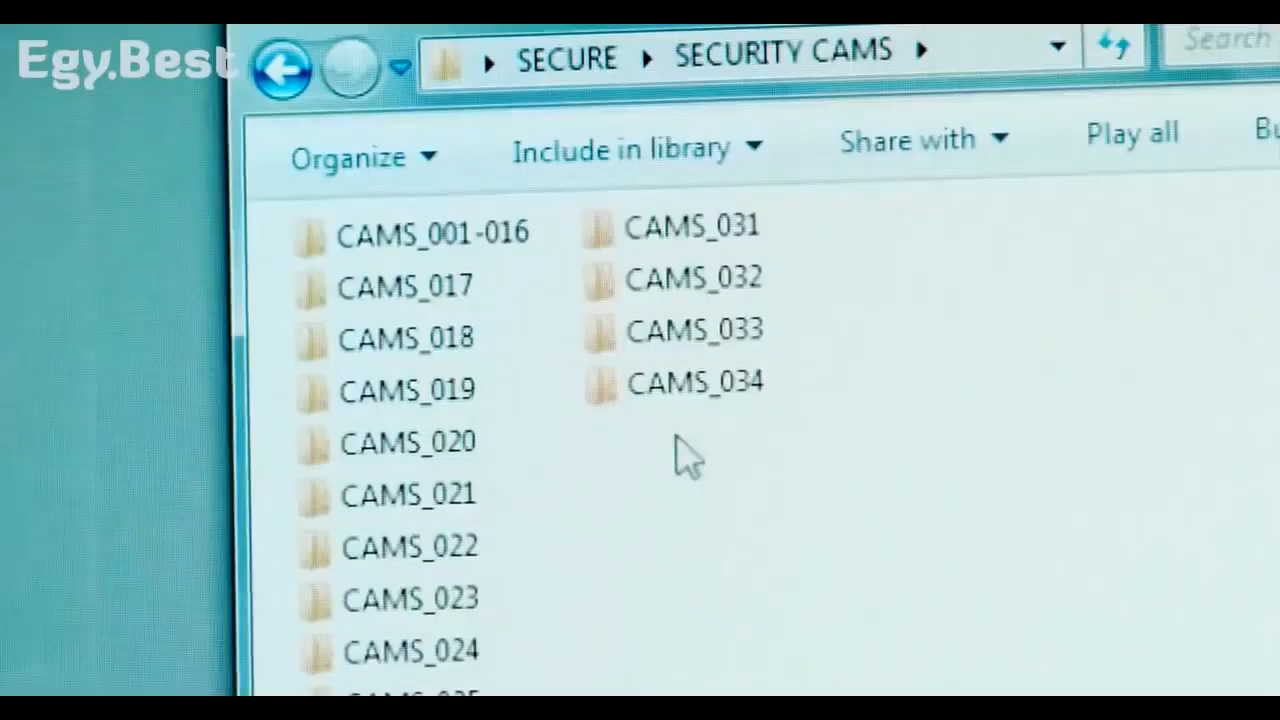 Egy.Best
SECURE SECURITY CAMS
Search
Organize Include in library Share with Play all
CAMS_001-016
CAMS_017
CAMS_018
CAMS_019
CAMS_020
CAMS_021
CAMS_022
CAMS_023
CAMS_024
CAMS_031
CAMS_032
CAMS_033
CAMS_034